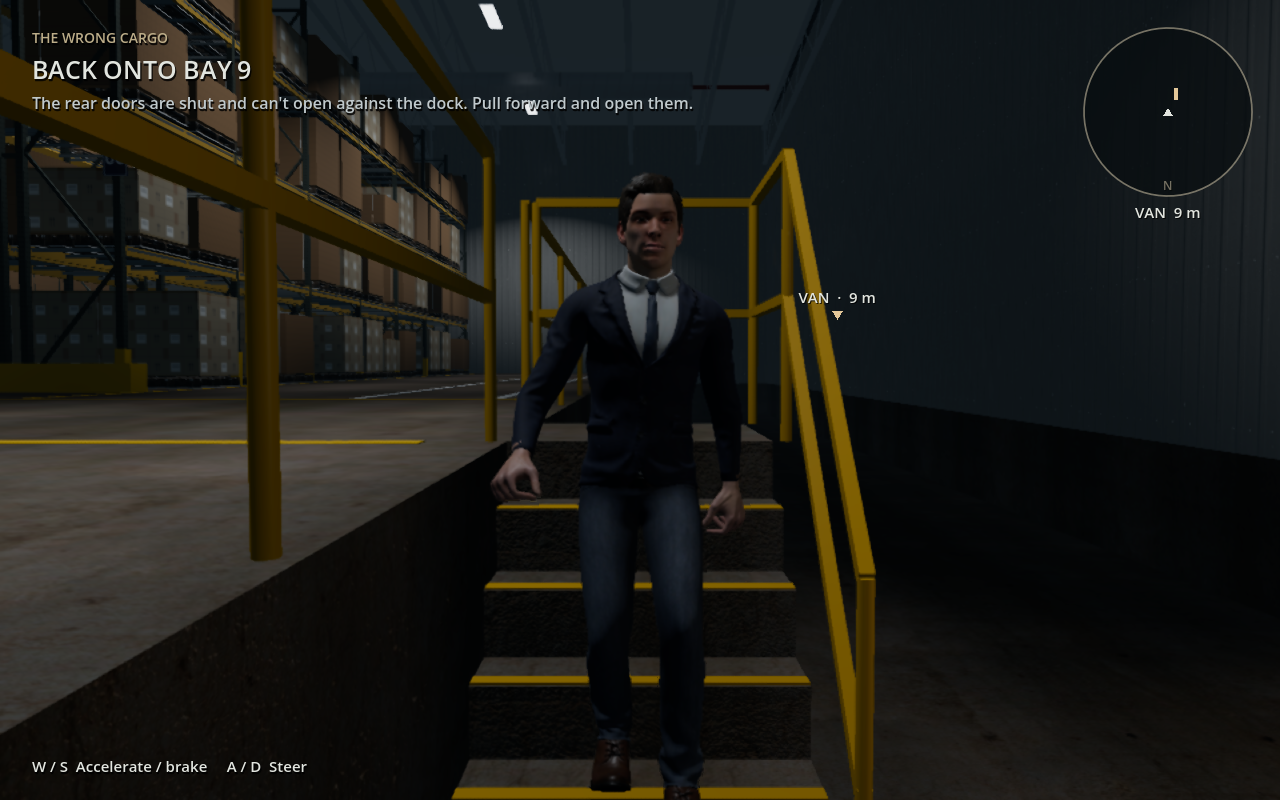 THE WRONG CARGO
BACK ONTO BAY 9
The rear doors are shut and can't open against the dock. Pull forward and open them.
N
VAN 9 m
VAN · 9 m
W / S Accelerate / brake A / D Steer